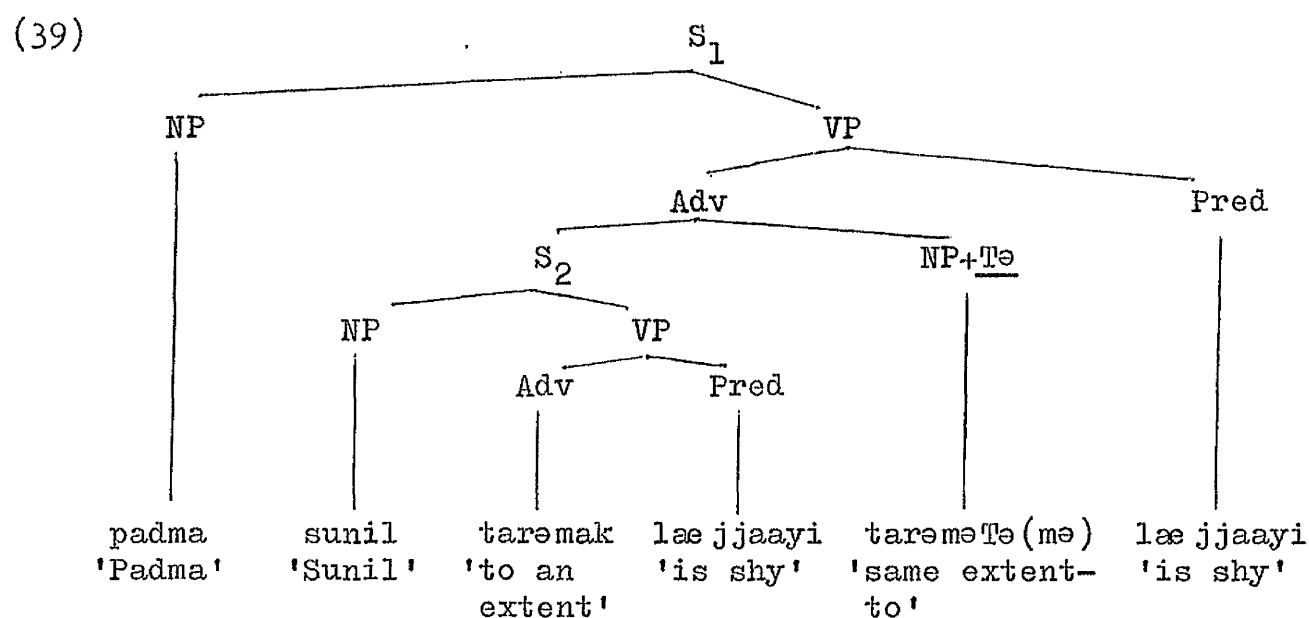 (39)
S1
NP VP
Adv Pred
S2 NP+Tə
NP VP
Adv Pred
padma sunil tarəmak læjjaayi tarəməTə(mə) læjjaayi
'Padma' 'Sunil' 'to an 'is shy' 'same extent- 'is shy'
extent' to'